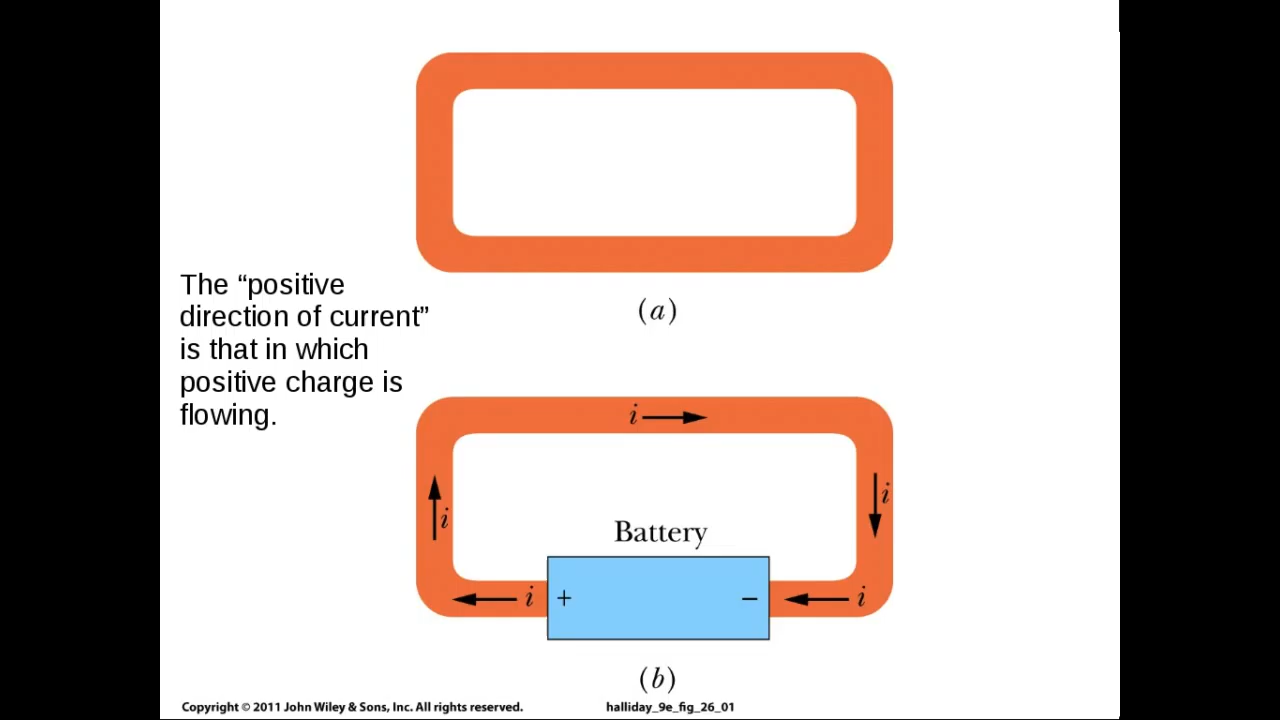 The “positive
direction of current”
is that in which
positive charge is
flowing.
(a)
i
i
i
Battery
i + − i
(b)
Copyright © 2011 John Wiley & Sons, Inc. All rights reserved. halliday_9e_fig_26_01